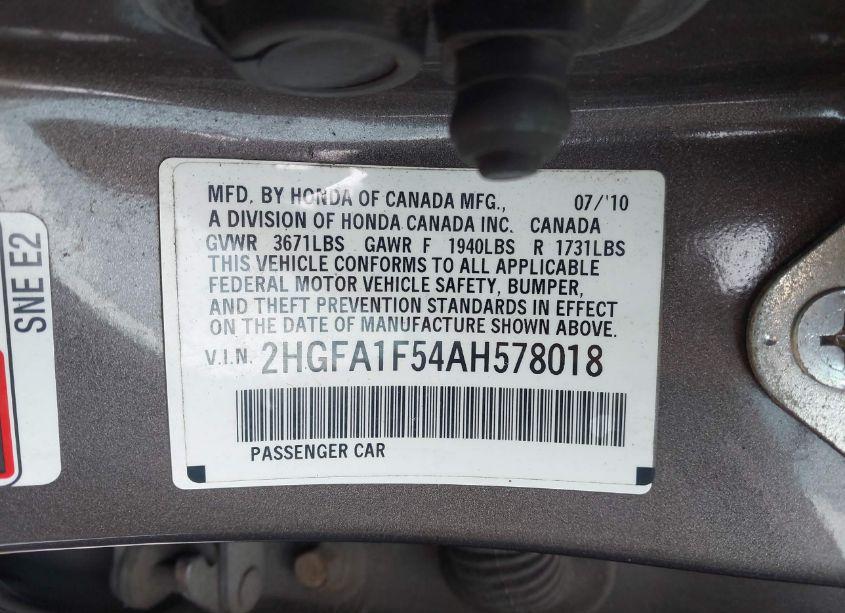 MFD. BY HONDA OF CANADA MFG., 07/'10
A DIVISION OF HONDA CANADA INC. CANADA
GVWR 3671LBS GAWR F 1940LBS R 1731LBS
THIS VEHICLE CONFORMS TO ALL APPLICABLE
FEDERAL MOTOR VEHICLE SAFETY, BUMPER,
AND THEFT PREVENTION STANDARDS IN EFFECT
ON THE DATE OF MANUFACTURE SHOWN ABOVE.
V.I.N. 2HGFA1F54AH578018
PASSENGER CAR
SNE E2